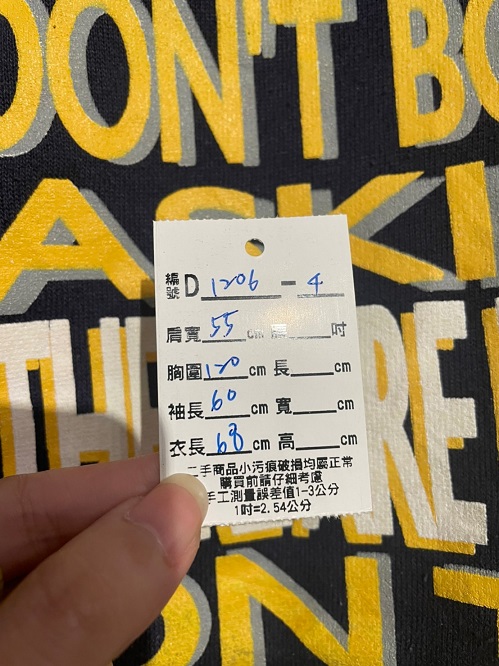 DON'T BO
ASKI
THE ARE
ON T
編號 D 1206 - 4
肩寬 55 cm 腰 吋
胸圍 120 cm 長 cm
袖長 60 cm 寬 cm
衣長 68 cm 高 cm
二手商品小污痕破損均屬正常
購買前請仔細考慮
手工測量誤差值1-3公分
1吋=2.54公分